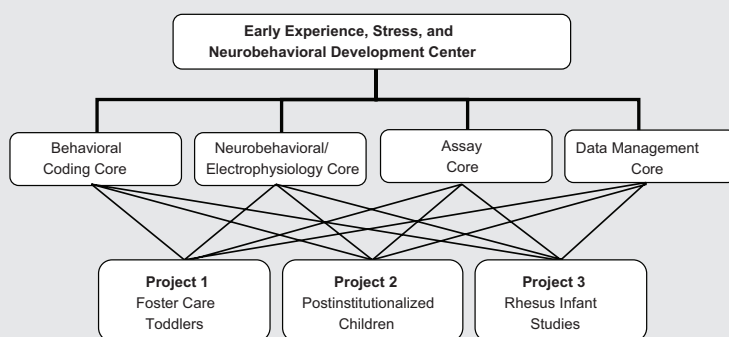 Early Experience, Stress, and
Neurobehavioral Development Center
Behavioral
Coding Core
Neurobehavioral/
Electrophysiology Core
Assay
Core
Data Management
Core
Project 1
Foster Care
Toddlers
Project 2
Postinstitutionalized
Children
Project 3
Rhesus Infant
Studies